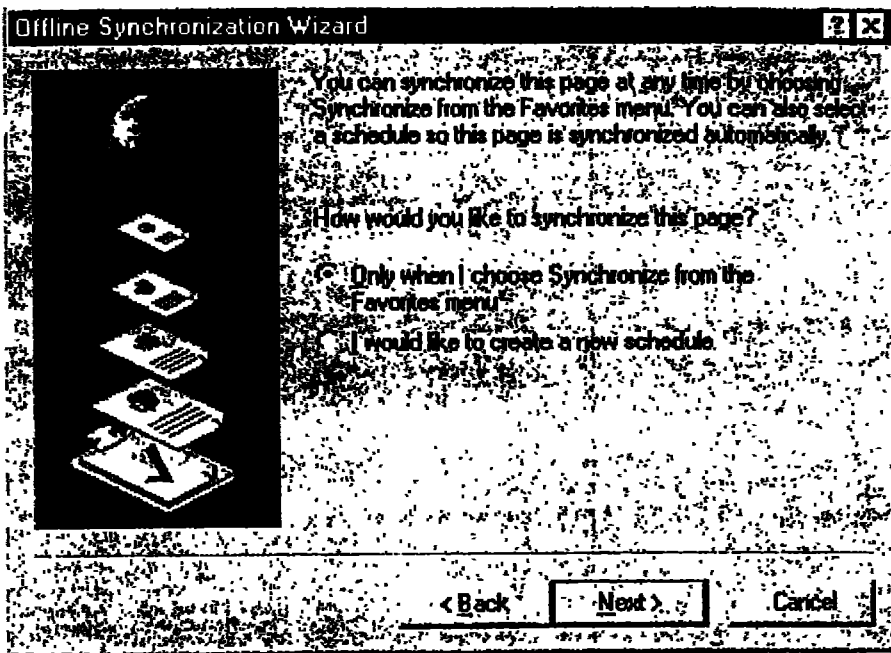 Offline Synchronization Wizard
You can synchronize this page at any time by choosing
Synchronize from the Favorites menu. You can also select
a schedule so this page is synchronized automatically.
How would you like to synchronize this page?
Only when I choose Synchronize from the
Favorites menu
I would like to create a new schedule.
< Back
Next >
Cancel